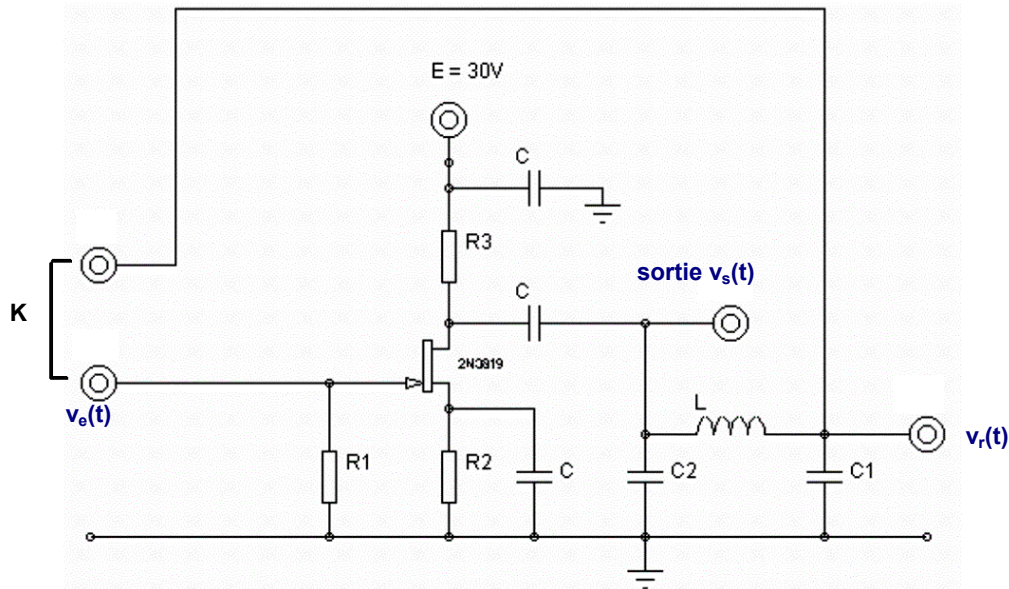 E = 30V
C
R3
sortie vs(t)
C
K
2N3819
ve(t)
L
vr(t)
R1
R2
C
C2
C1